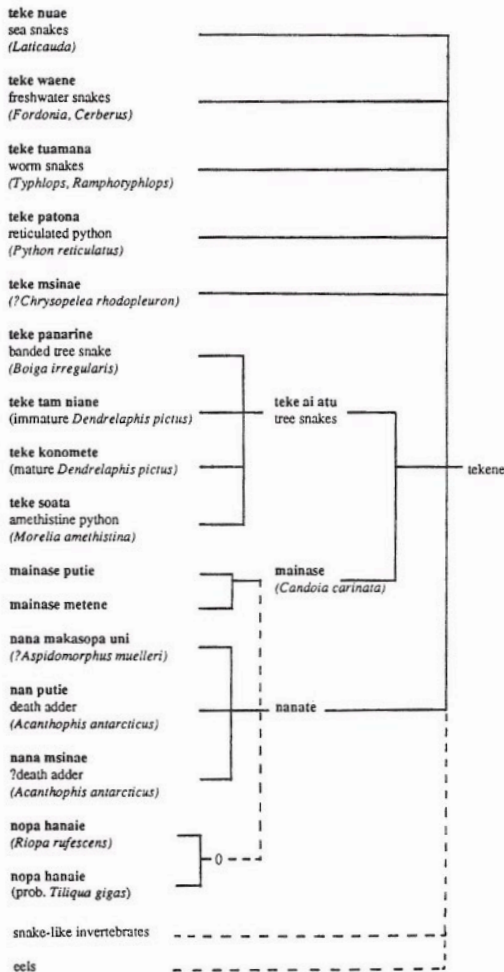 teke nuae
sea snakes
(Laticauda)
teke waene
freshwater snakes
(Fordonia, Cerberus)
teke tuamana
worm snakes
(Typhlops, Ramphotyphlops)
teke patona
reticulated python
(Python reticulatus)
teke msinae
(?Chrysopelea rhodopleuron)
teke panarine
banded tree snake
(Boiga irregularis)
teke tam niane
(immature Dendrelaphis pictus)
teke ai atu
tree snakes
teke konomete
(mature Dendrelaphis pictus)
tekene
teke soata
amethistine python
(Morelia amethistina)
mainase putie
mainase
(Candoia carinata)
mainase metene
nana makasopa uni
(?Aspidomorphus muelleri)
nan putie
death adder
(Acanthophis antarcticus)
nanate
nana msinae
?death adder
(Acanthophis antarcticus)
nopa hanaie
(Riopa rufescens)
0
nopa hanaie
(prob. Tiliqua gigas)
snake-like invertebrates
eels